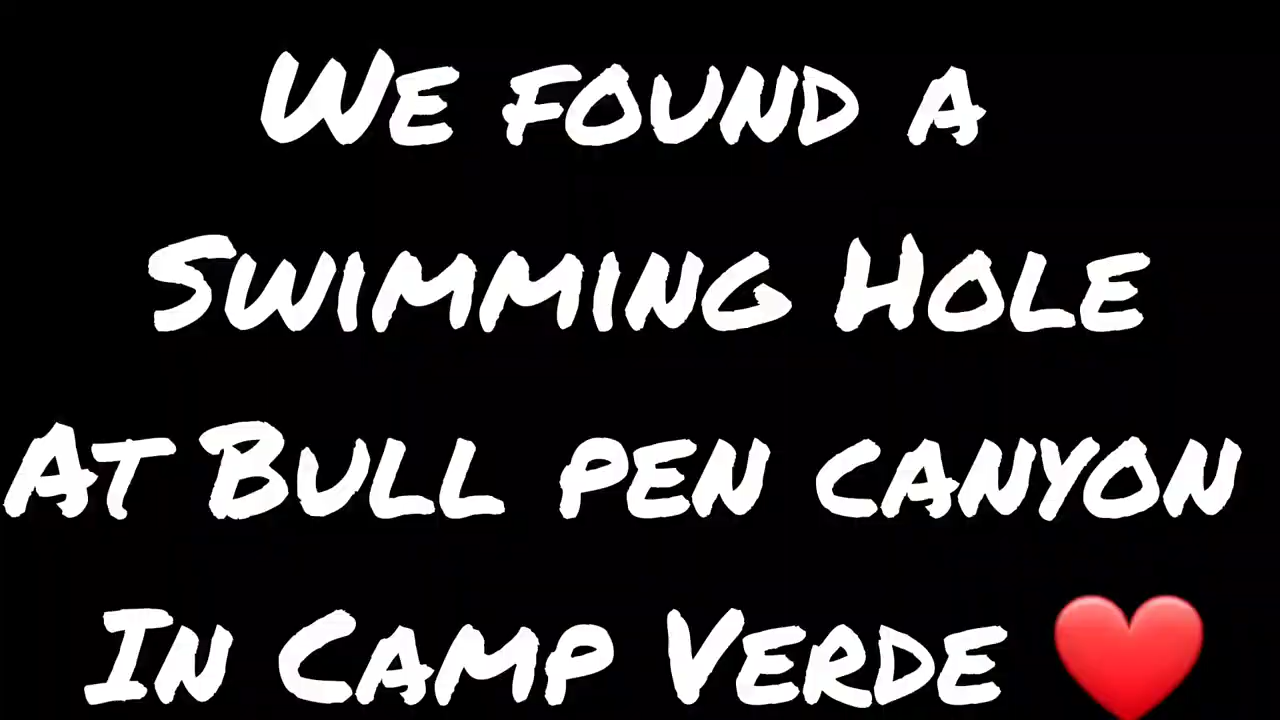 We found a
Swimming Hole
At Bull pen canyon
In Camp Verde ❤️